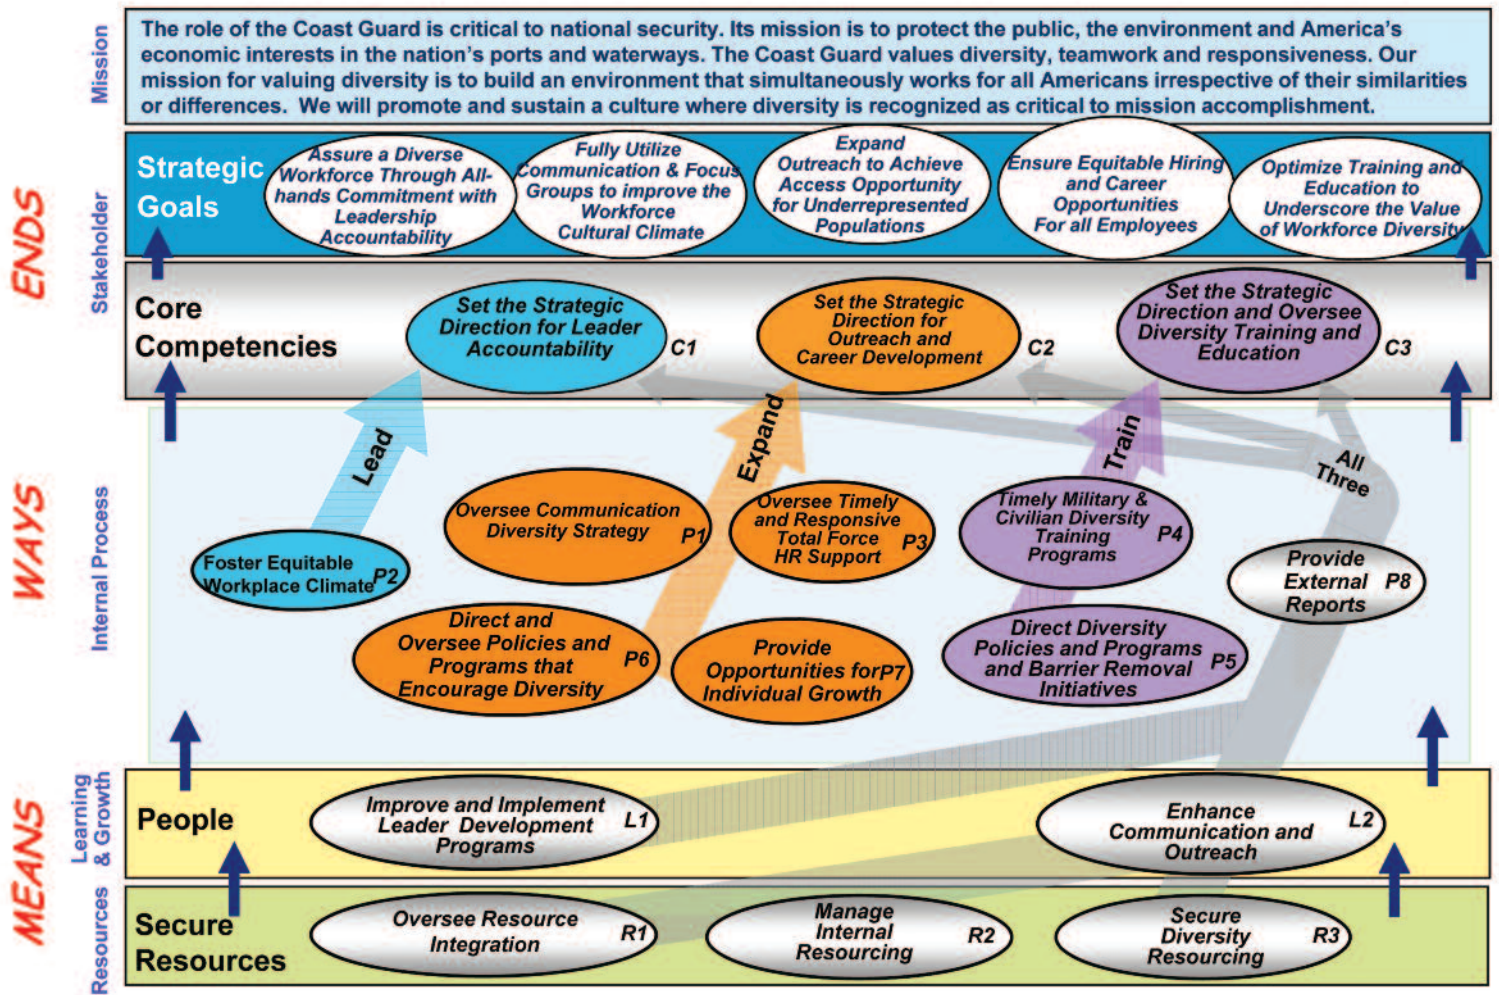 Mission
The role of the Coast Guard is critical to national security. Its mission is to protect the public, the environment and America's
economic interests in the nation's ports and waterways. The Coast Guard values diversity, teamwork and responsiveness. Our
mission for valuing diversity is to build an environment that simultaneously works for all Americans irrespective of their similarities
or differences. We will promote and sustain a culture where diversity is recognized as critical to mission accomplishment.
ENDS
Stakeholder
Strategic
Goals
Assure a Diverse
Workforce Through All-
hands Commitment with
Leadership
Accountability
Fully Utilize
Communication & Focus
Groups to improve the
Workforce
Cultural Climate
Expand
Outreach to Achieve
Access Opportunity
for Underrepresented
Populations
Ensure Equitable Hiring
and Career
Opportunities
For all Employees
Optimize Training and
Education to
Underscore the Value
of Workforce Diversity
Core
Competencies
Set the Strategic
Direction for Leader
Accountability
C1
Set the Strategic
Direction for
Outreach and
Career Development
C2
Set the Strategic
Direction and Oversee
Diversity Training and
Education
C3
WAYS
Internal Process
Lead
Expand
Train
All
Three
Foster Equitable
Workplace Climate
P2
Oversee Communication
Diversity Strategy
P1
Oversee Timely
and Responsive
Total Force
HR Support
P3
Timely Military &
Civilian Diversity
Training
Programs
P4
Provide
External
Reports
P8
Direct and
Oversee Policies and
Programs that
Encourage Diversity
P6
Provide
Opportunities for
Individual Growth
P7
Direct Diversity
Policies and Programs
and Barrier Removal
Initiatives
P5
MEANS
Learning
& Growth
People
Improve and Implement
Leader Development
Programs
L1
Enhance
Communication and
Outreach
L2
Resources
Secure
Resources
Oversee Resource
Integration
R1
Manage
Internal
Resourcing
R2
Secure
Diversity
Resourcing
R3